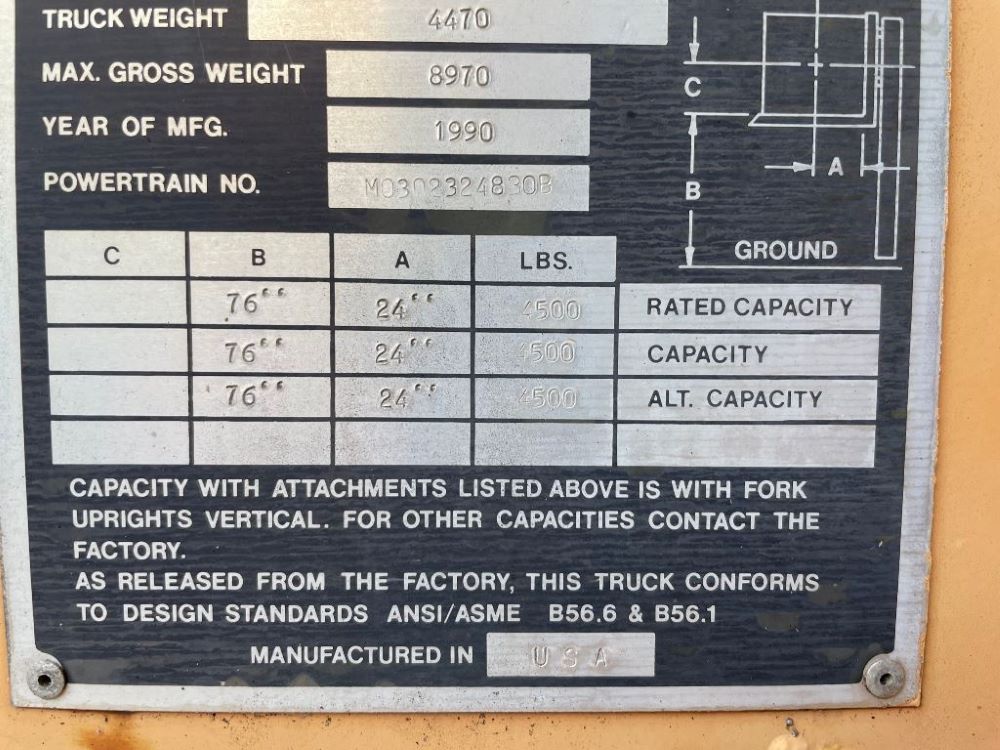 TRUCK WEIGHT 4470
MAX. GROSS WEIGHT 8970
YEAR OF MFG. 1990
POWERTRAIN NO. M0302324830B
C
B
A
GROUND
C B A LBS.
76" 24" 4500 RATED CAPACITY
76" 24" 4500 CAPACITY
76" 24" 4500 ALT. CAPACITY
CAPACITY WITH ATTACHMENTS LISTED ABOVE IS WITH FORK
UPRIGHTS VERTICAL. FOR OTHER CAPACITIES CONTACT THE
FACTORY.
AS RELEASED FROM THE FACTORY, THIS TRUCK CONFORMS
TO DESIGN STANDARDS ANSI/ASME B56.6 & B56.1
MANUFACTURED IN USA